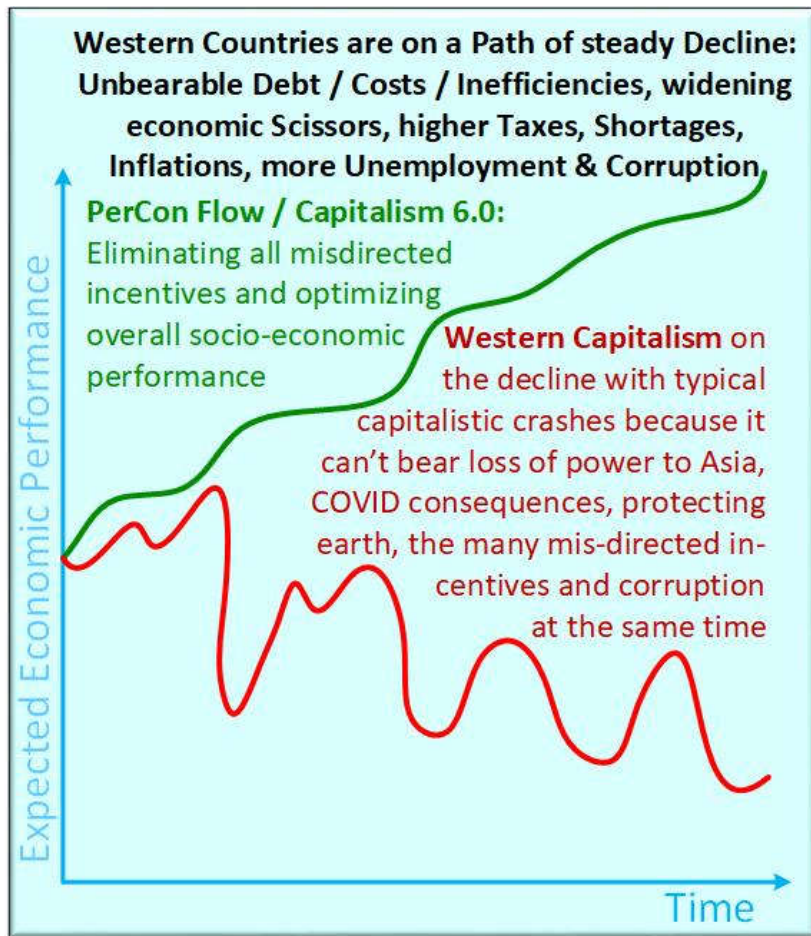 Western Countries are on a Path of steady Decline:
Unbearable Debt / Costs / Inefficiencies, widening
economic Scissors, higher Taxes, Shortages,
Inflations, more Unemployment & Corruption
PerCon Flow / Capitalism 6.0:
Eliminating all misdirected
incentives and optimizing
overall socio-economic
performance
Western Capitalism on
the decline with typical
capitalistic crashes because it
can't bear loss of power to Asia,
COVID consequences, protecting
earth, the many mis-directed in-
centives and corruption
at the same time
Expected Economic Performance
Time